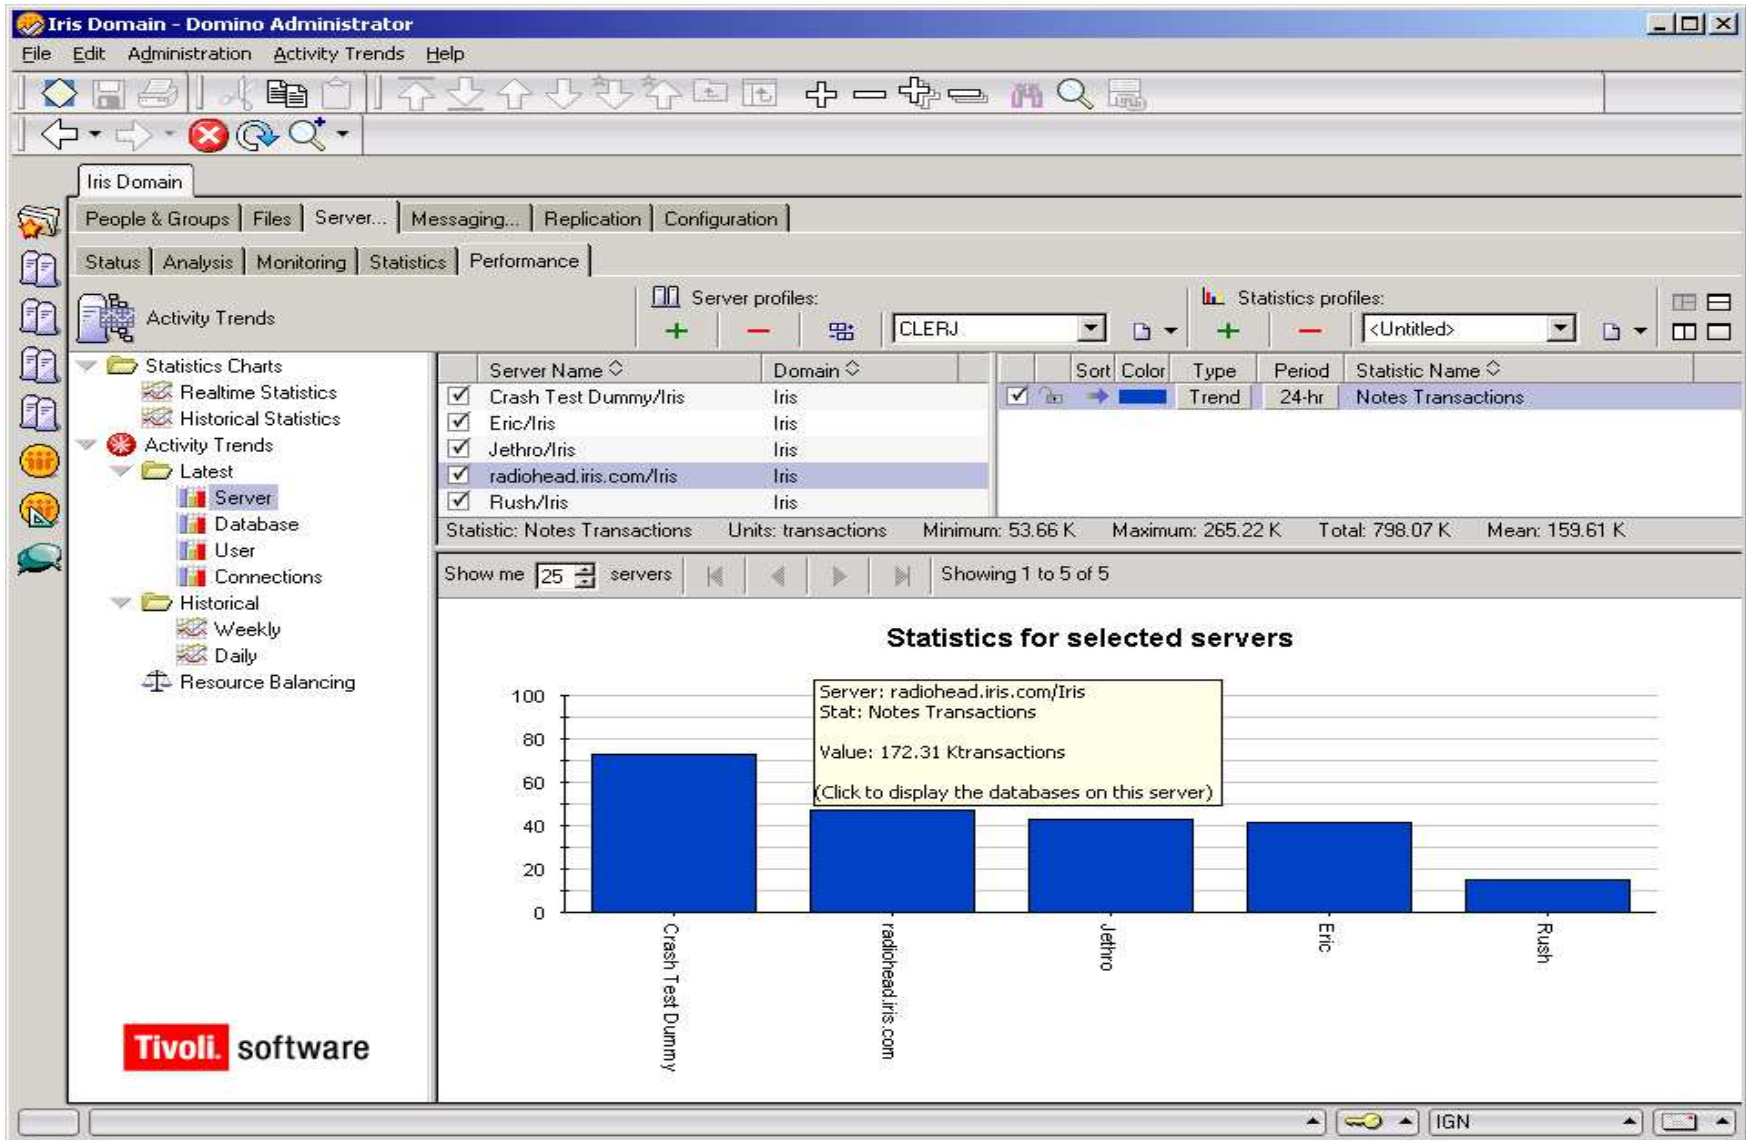 Iris Domain - Domino Administrator
File Edit Administration Activity Trends Help
Iris Domain
People & Groups Files Server... Messaging... Replication Configuration
Status Analysis Monitoring Statistics Performance
Activity Trends
Server profiles:
CLERJ
Statistics profiles:
<Untitled>
Statistics Charts
Realtime Statistics
Historical Statistics
Activity Trends
Latest
Server
Database
User
Connections
Historical
Weekly
Daily
Resource Balancing
Tivoli. software
Server Name Domain
Crash Test Dummy/Iris Iris
Eric/Iris Iris
Jethro/Iris Iris
radiohead.iris.com/Iris Iris
Rush/Iris Iris
Sort Color Type Period Statistic Name
Trend 24-hr Notes Transactions
Statistic: Notes Transactions Units: transactions Minimum: 53.66 K Maximum: 265.22 K Total: 798.07 K Mean: 159.61 K
Show me 25 servers Showing 1 to 5 of 5
Statistics for selected servers
100
80
60
40
20
0
Server: radiohead.iris.com/Iris
Stat: Notes Transactions
Value: 172.31 Ktransactions
(Click to display the databases on this server)
Crash Test Dummy
radiohead.iris.com
Jethro
Eric
Rush
IGN